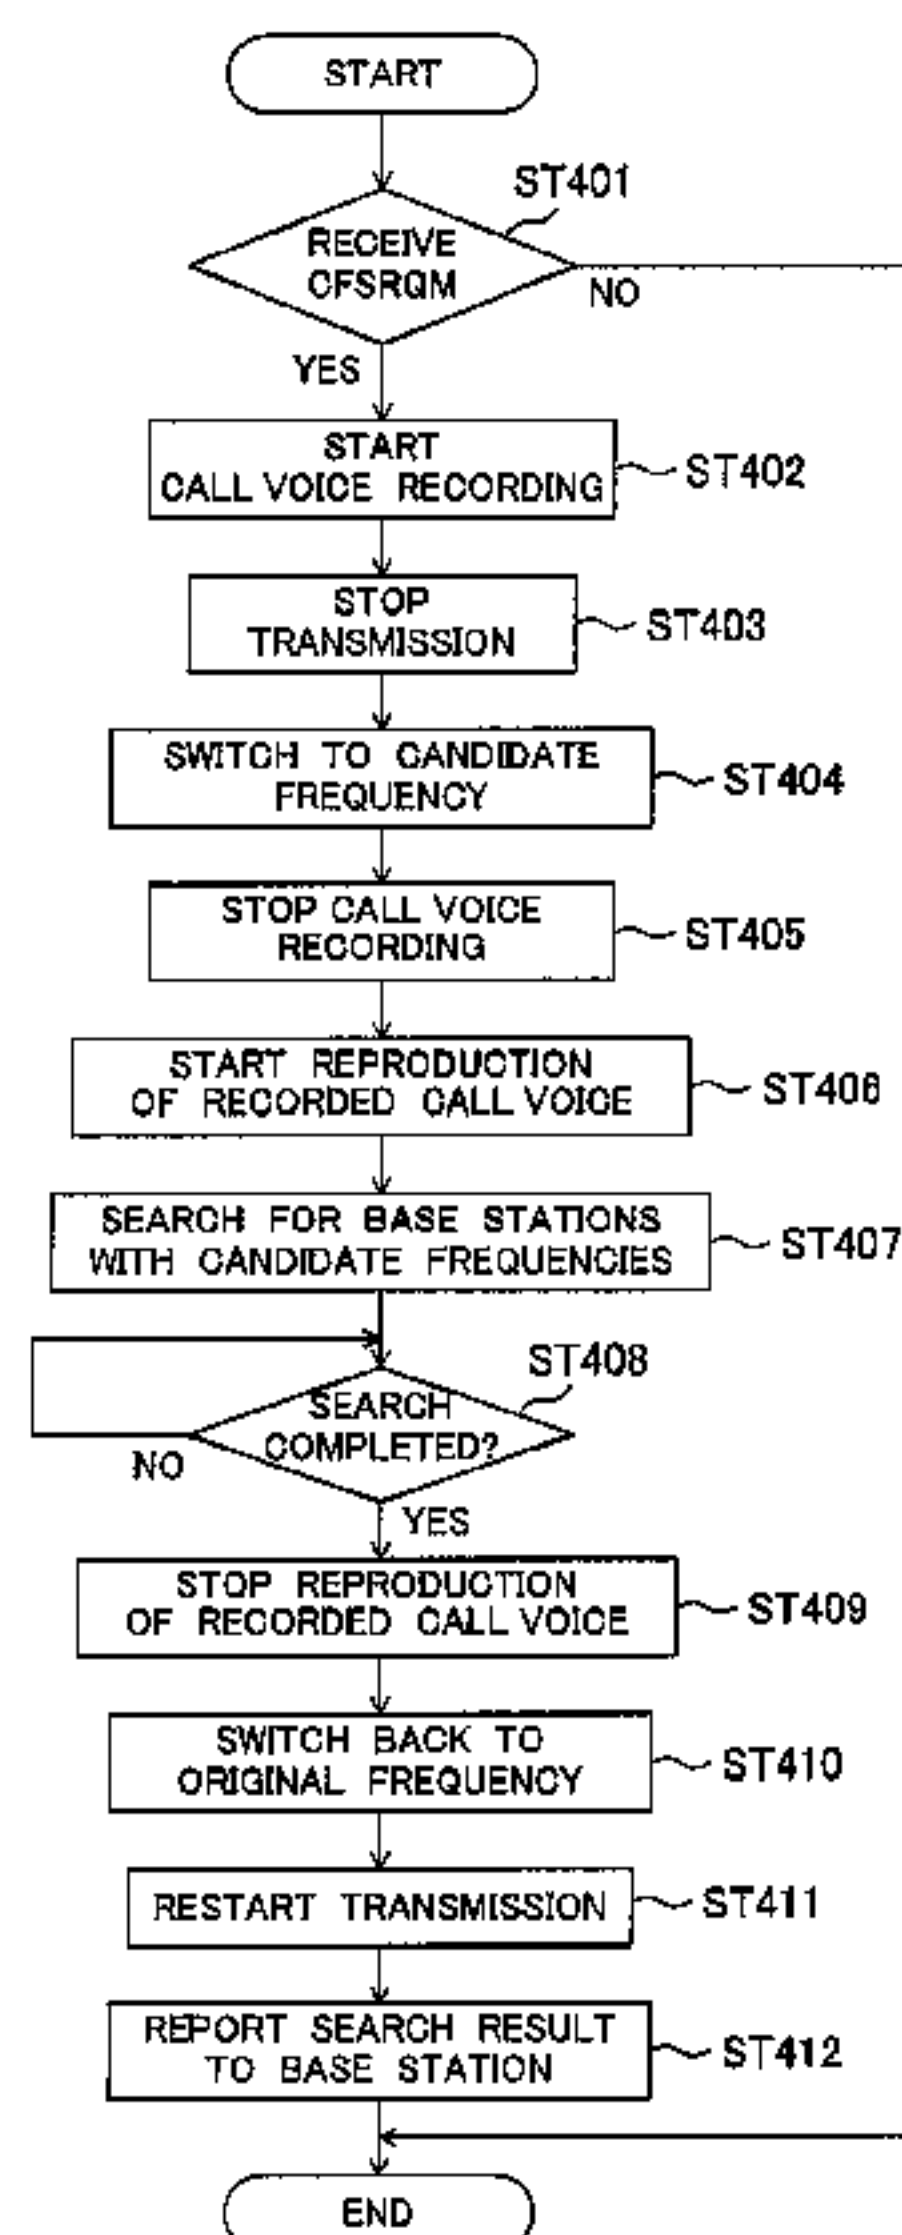 START
ST401
RECEIVE
CFSRQM
NO
YES
START
CALL VOICE RECORDING
ST402
STOP
TRANSMISSION
ST403
SWITCH TO CANDIDATE
FREQUENCY
ST404
STOP CALL VOICE
RECORDING
ST405
START REPRODUCTION
OF RECORDED CALL VOICE
ST406
SEARCH FOR BASE STATIONS
WITH CANDIDATE FREQUENCIES
ST407
ST408
SEARCH
COMPLETED?
NO
YES
STOP REPRODUCTION
OF RECORDED CALL VOICE
ST409
SWITCH BACK TO
ORIGINAL FREQUENCY
ST410
RESTART TRANSMISSION
ST411
REPORT SEARCH RESULT
TO BASE STATION
ST412
END